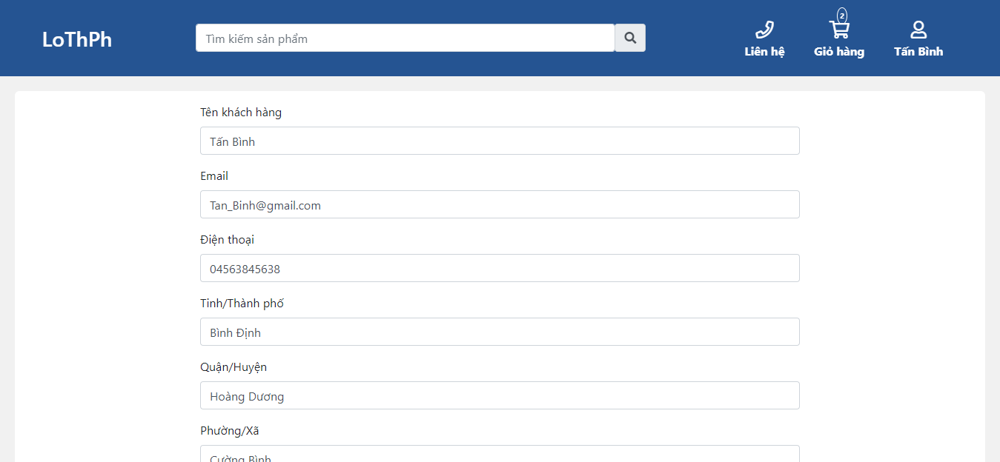 LoThPh
Tìm kiếm sản phẩm
2
Liên hệ
Giỏ hàng
Tấn Bình
Tên khách hàng
Tấn Bình
Email
Tan_Binh@gmail.com
Điện thoại
04563845638
Tỉnh/Thành phố
Bình Định
Quận/Huyện
Hoàng Dương
Phường/Xã
Cường Bình